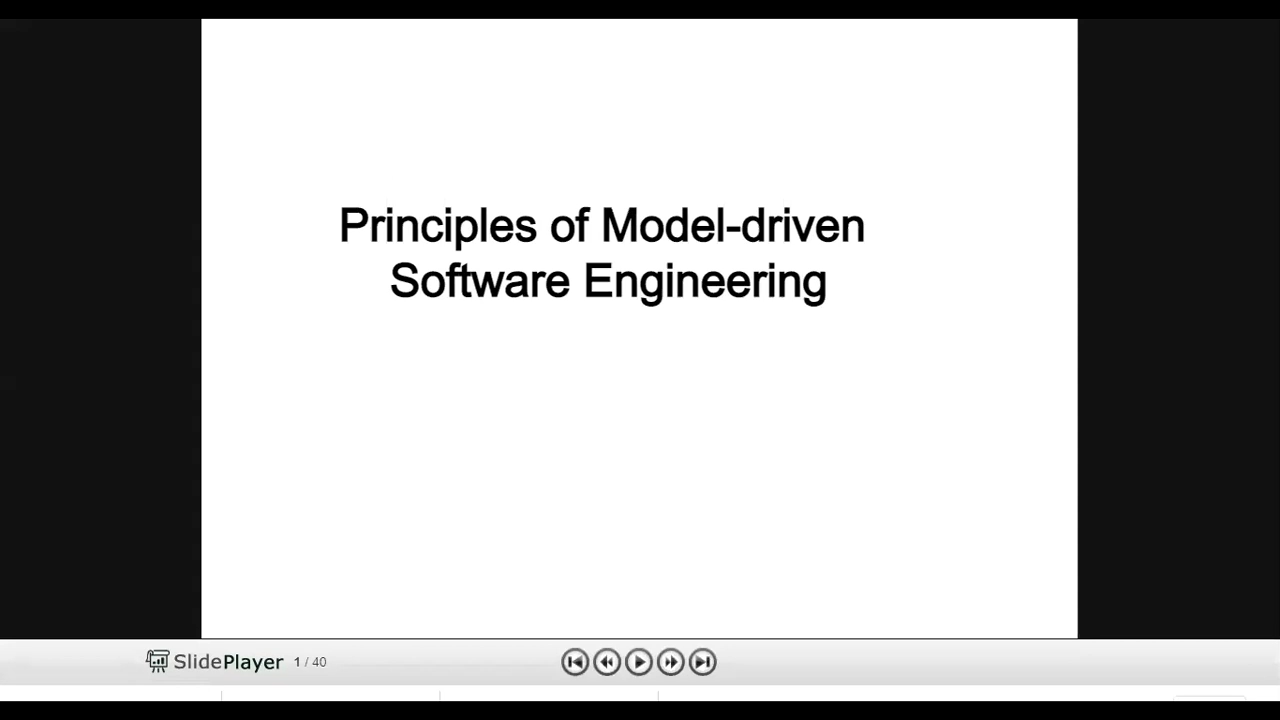 Principles of Model-driven
Software Engineering
SlidePlayer 1 / 40